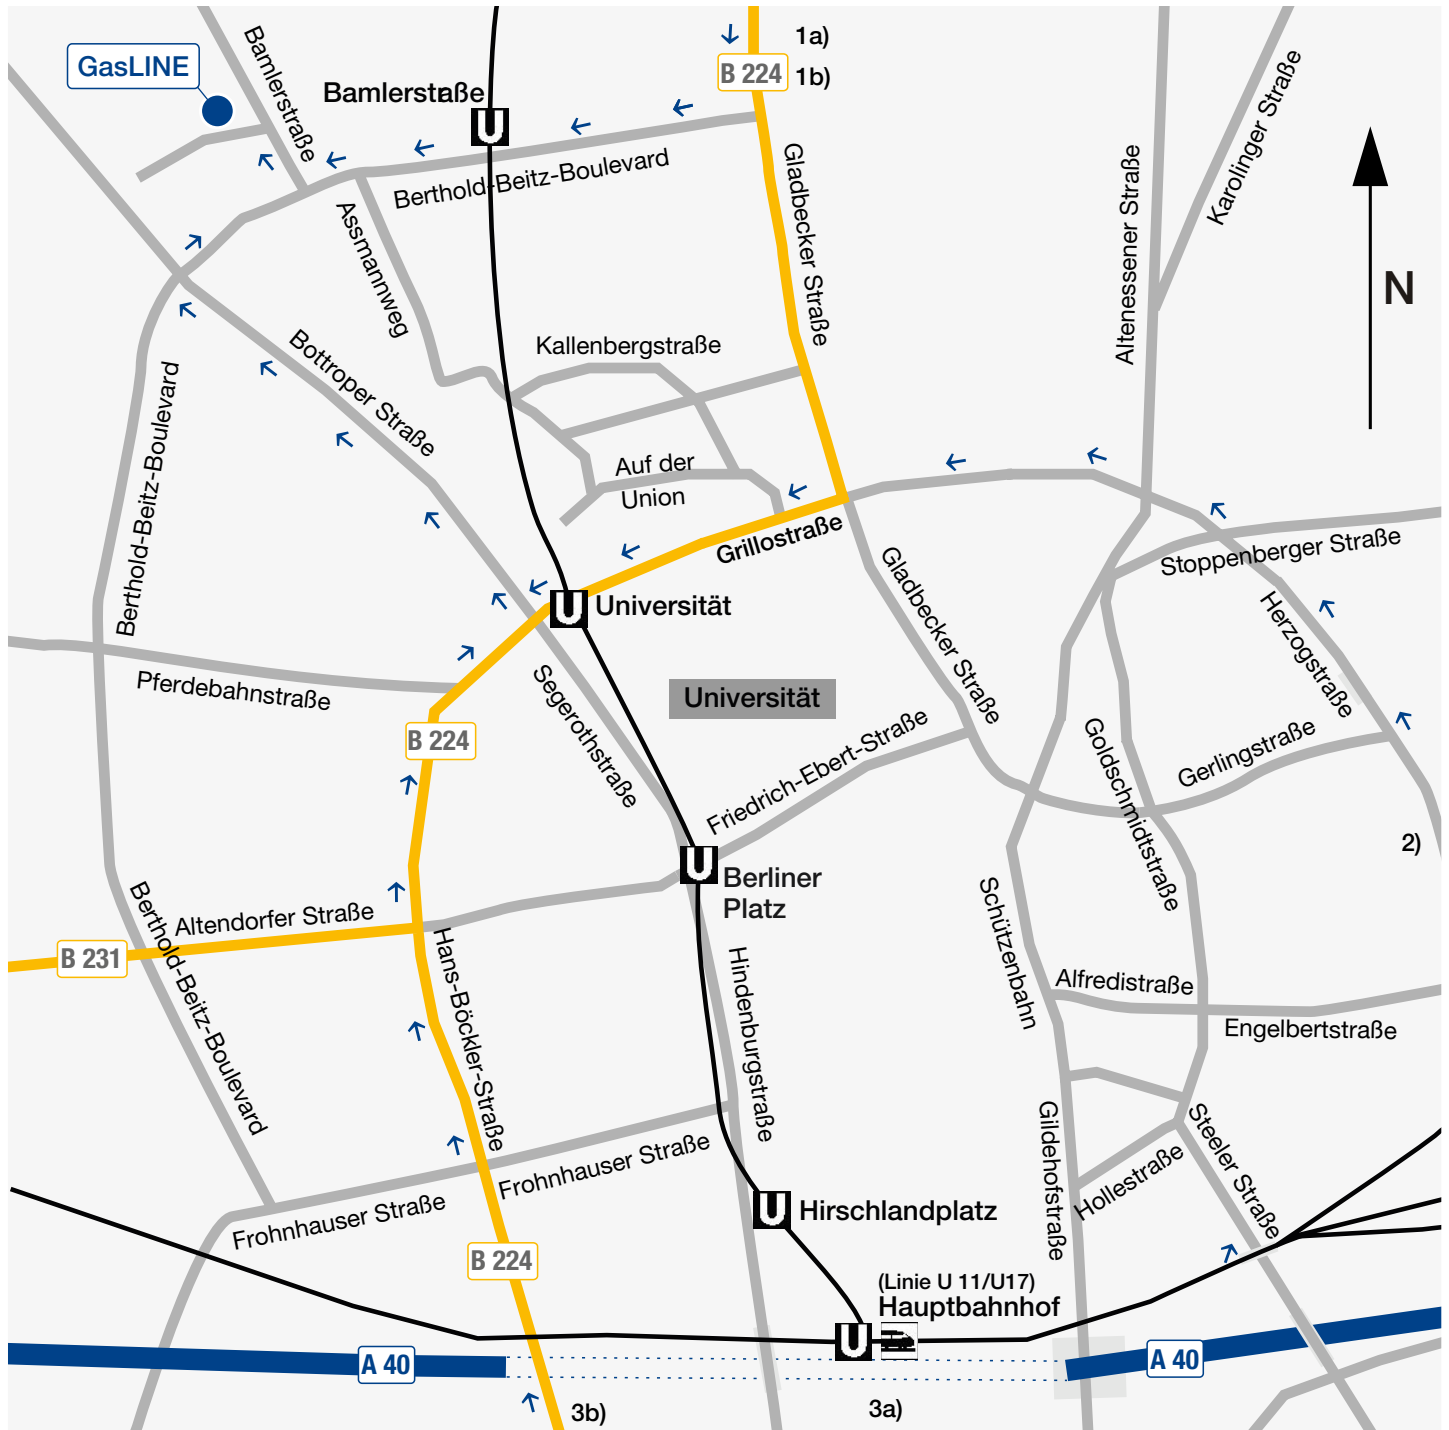 1a)
B 224
1b)
GasLINE
Bamlerstraße
Bamlerstraße
Berthold-Beitz-Boulevard
Gladbecker Straße
Altenessener Straße
Karolinger Straße
N
Assmannweg
Bottroper Straße
Kallenbergstraße
Berthold-Beitz-Boulevard
Auf der
Union
Grillostraße
Stoppenberger Straße
Herzogstraße
U
Universität
Gladbecker Straße
Pferdebahnstraße
Universität
Segerothstraße
B 224
Friedrich-Ebert-Straße
Goldschmidtstraße
Gerlingstraße
2)
U
Berliner
Platz
Altendorfer Straße
B 231
Berthold-Beitz-Boulevard
Hans-Böckler-Straße
Hindenburgstraße
Schützenbahn
Alfredistraße
Engelbertstraße
Gildehofstraße
Hollestraße
Steeler Straße
Frohnhauser Straße
Frohnhauser Straße
U
Hirschlandplatz
B 224
(Linie U 11/U17)
Hauptbahnhof
U
A 40
A 40
3b)
3a)
U